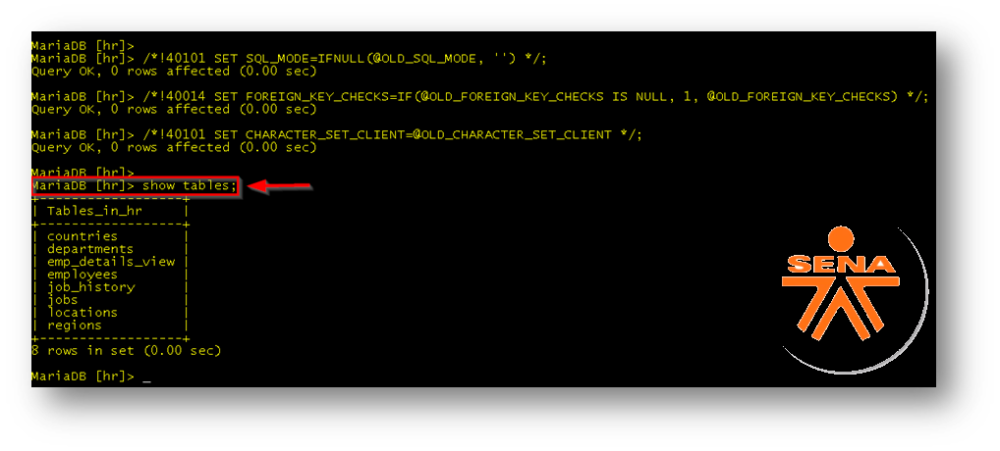 MariaDB [hr]>
MariaDB [hr]> /*!40101 SET SQL_MODE=IFNULL(@OLD_SQL_MODE, '') */;
Query OK, 0 rows affected (0.00 sec)
MariaDB [hr]> /*!40014 SET FOREIGN_KEY_CHECKS=IF(@OLD_FOREIGN_KEY_CHECKS IS NULL, 1, @OLD_FOREIGN_KEY_CHECKS) */;
Query OK, 0 rows affected (0.00 sec)
MariaDB [hr]> /*!40101 SET CHARACTER_SET_CLIENT=@OLD_CHARACTER_SET_CLIENT */;
Query OK, 0 rows affected (0.00 sec)
MariaDB [hr]>
MariaDB [hr]> show tables;
+-------------------+
| Tables_in_hr      |
+-------------------+
| countries         |
| departments       |
| emp_details_view |
| employees         |
| job_history       |
| jobs              |
| locations         |
| regions           |
+-------------------+
8 rows in set (0.00 sec)
MariaDB [hr]> _
SENA